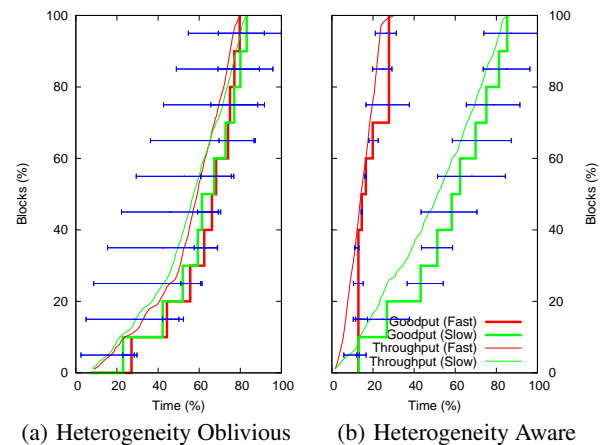 100
80
60
40
20
0
Blocks (%)
0 20 40 60 80 100
Time (%)
(a) Heterogeneity Oblivious
100
80
60
40
20
0
Blocks (%)
Goodput (Fast)
Goodput (Slow)
Throughput (Fast)
Throughput (Slow)
0 20 40 60 80 100
Time (%)
(b) Heterogeneity Aware